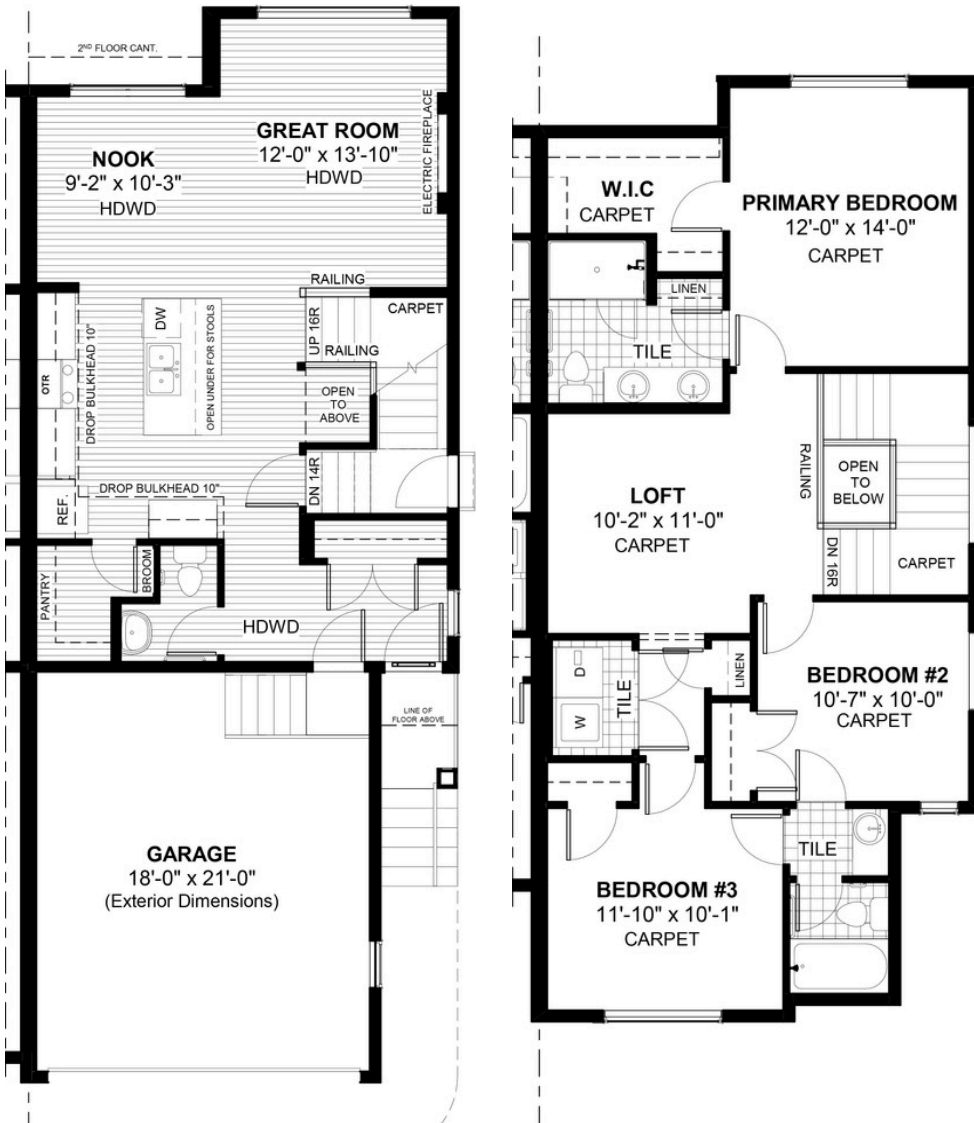 2ND FLOOR CANT.
GREAT ROOM
12'-0" x 13'-10"
HDWD
ELECTRIC FIREPLACE
NOOK
9'-2" x 10'-3"
HDWD
RAILING
CARPET
UP 16R
RAILING
DW
OPEN UNDER FOR STOOLS
OTR
DROP BULKHEAD 10"
OPEN
TO
ABOVE
DN 14R
DROP BULKHEAD 10"
REF.
PANTRY
BROOM
HDWD
LINE OF
FLOOR ABOVE
GARAGE
18'-0" x 21'-0"
(Exterior Dimensions)
W.I.C
CARPET
PRIMARY BEDROOM
12'-0" x 14'-0"
CARPET
LINEN
TILE
LOFT
10'-2" x 11'-0"
CARPET
RAILING
OPEN
TO
BELOW
DN 16R
CARPET
D
W
TILE
LINEN
BEDROOM #2
10'-7" x 10'-0"
CARPET
TILE
BEDROOM #3
11'-10" x 10'-1"
CARPET